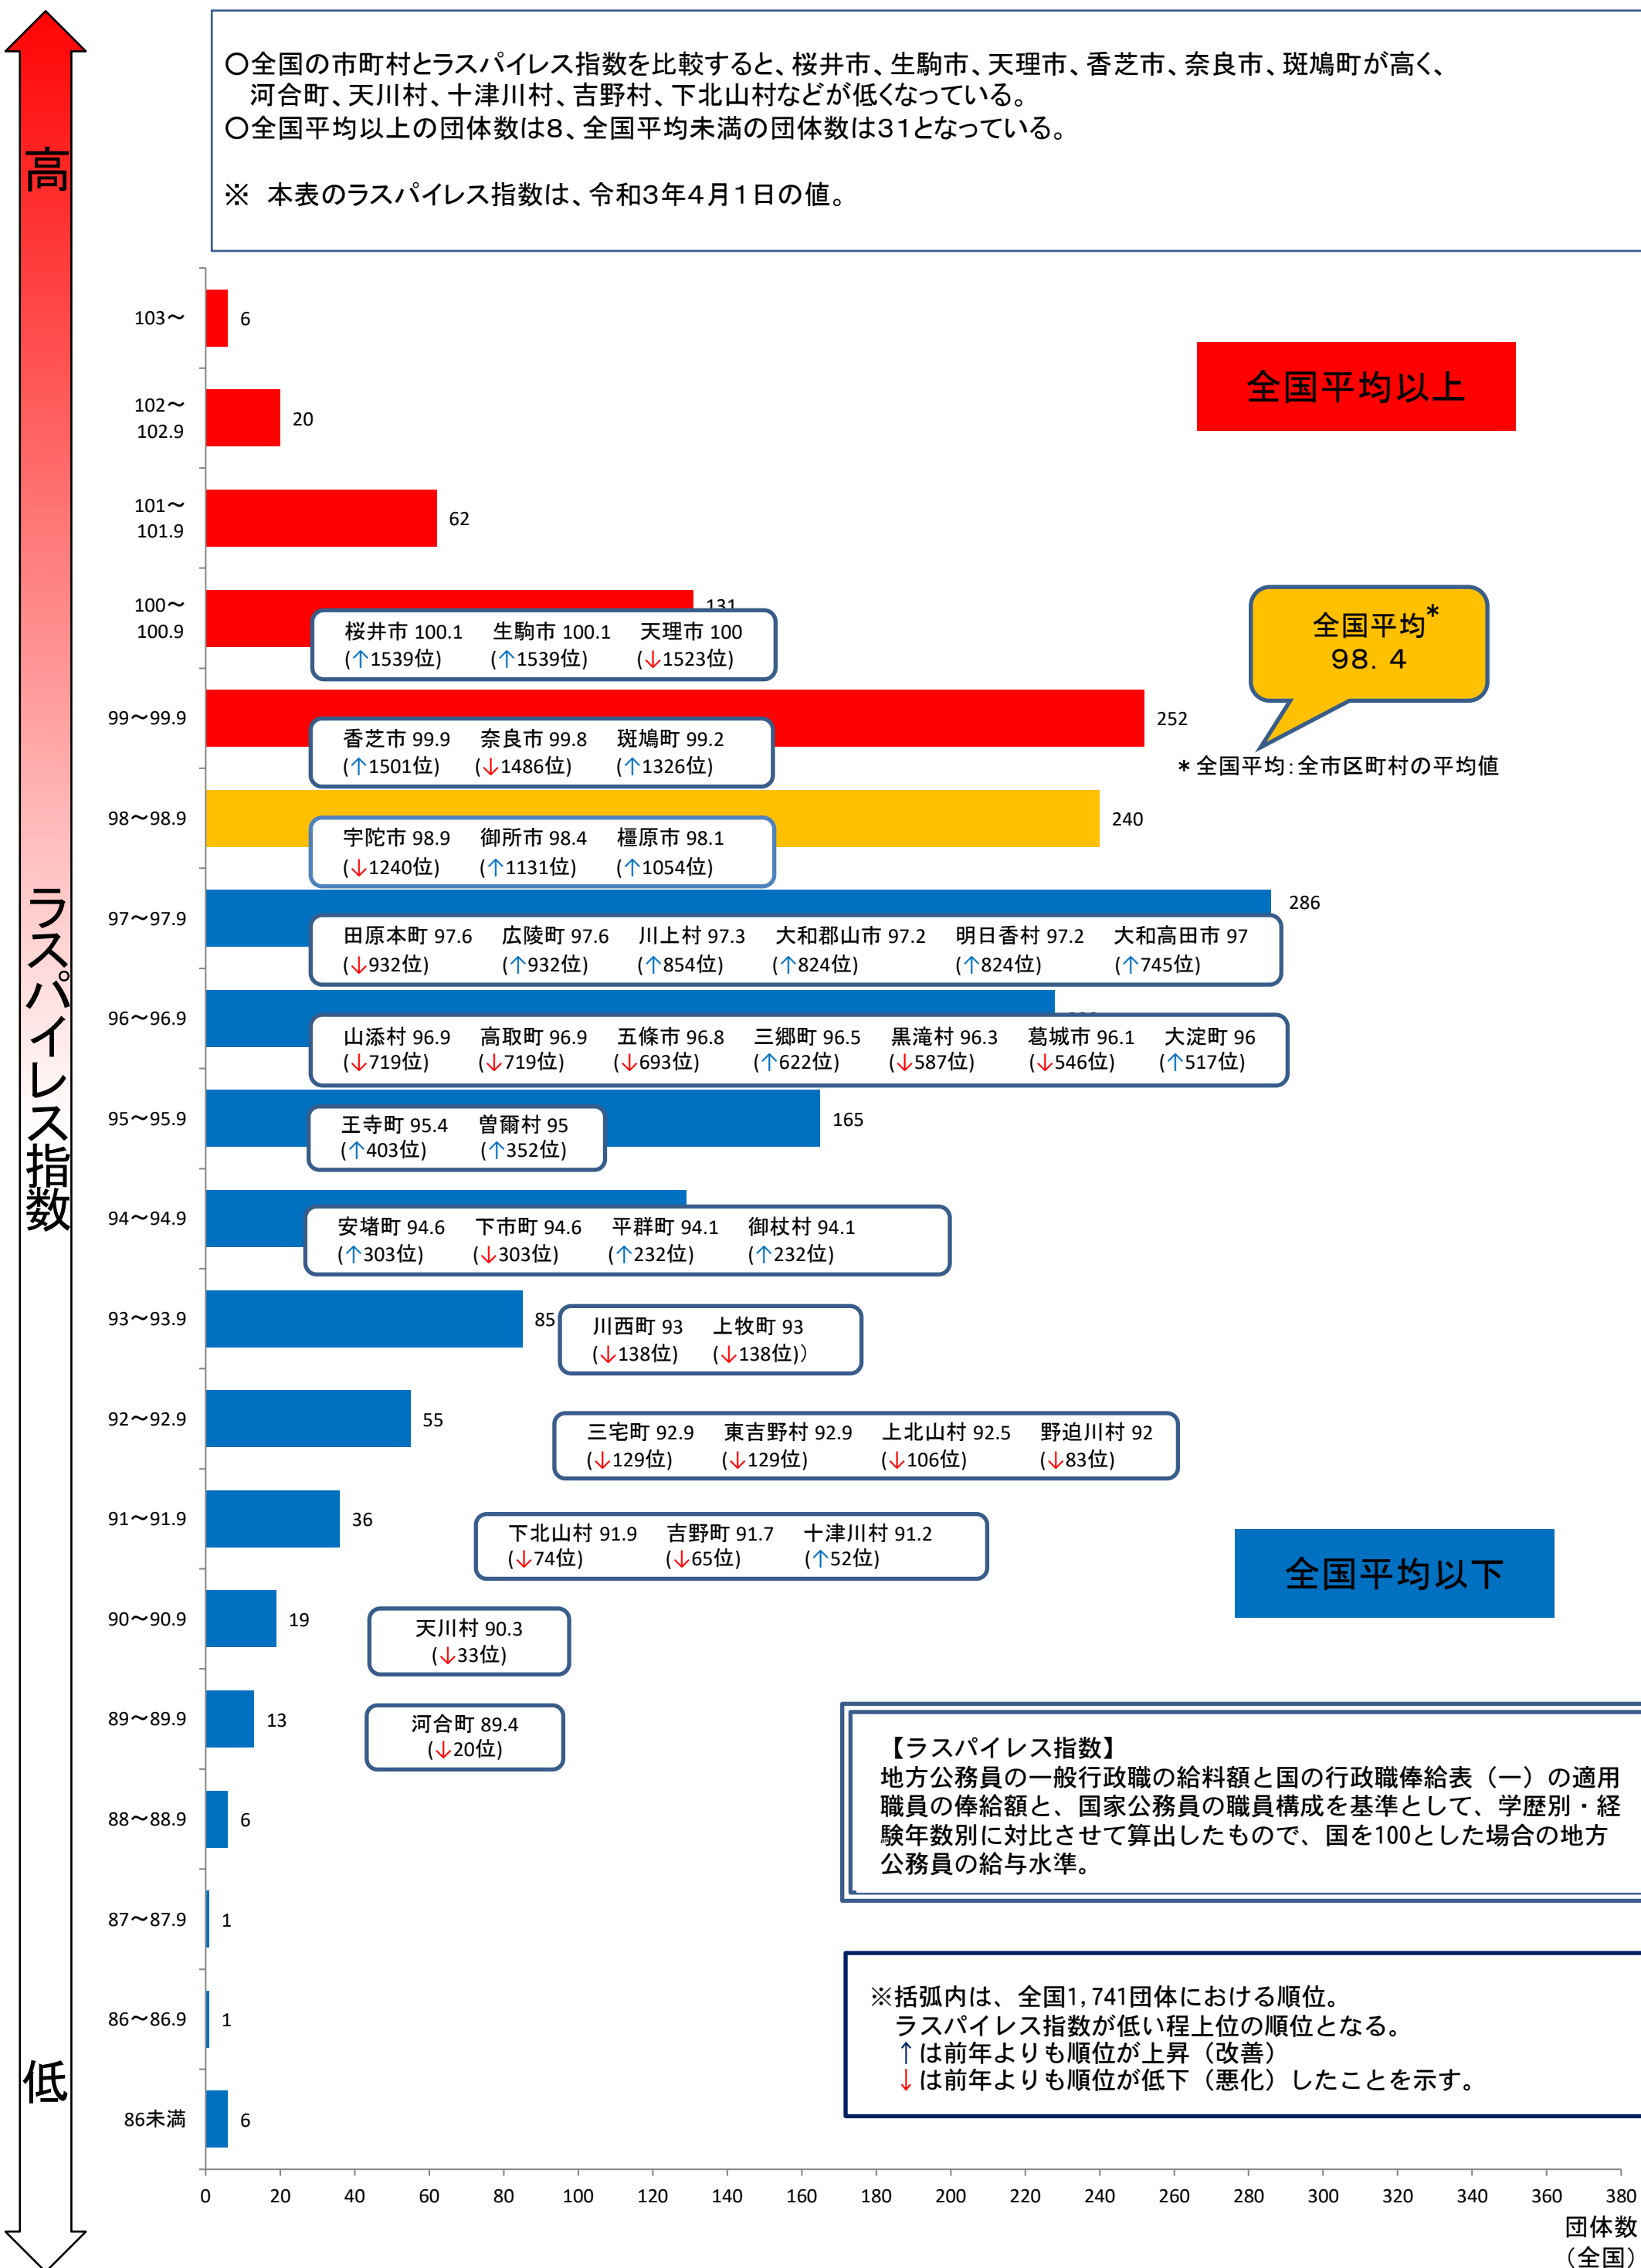 〇全国の市町村とラスパイレス指数を比較すると、桜井市、生駒市、天理市、香芝市、奈良市、斑鳩町が高く、
河合町、天川村、十津川村、吉野村、下北山村などが低くなっている。
〇全国平均以上の団体数は8、全国平均未満の団体数は31となっている。
※ 本表のラスパイレス指数は、令和3年4月1日の値。
高
ラスパイレス指数
低
103～
6
全国平均以上
102～
102.9
20
101～
101.9
62
100～
100.9
131
桜井市 100.1 生駒市 100.1 天理市 100
(↑1539位) (↑1539位) (↓1523位)
全国平均*
98.4
*全国平均:全市区町村の平均値
99～99.9
252
香芝市 99.9 奈良市 99.8 斑鳩町 99.2
(↑1501位) (↓1486位) (↑1326位)
98～98.9
240
宇陀市 98.9 御所市 98.4 橿原市 98.1
(↓1240位) (↑1131位) (↑1054位)
97～97.9
286
田原本町 97.6 広陵町 97.6 川上村 97.3 大和郡山市 97.2 明日香村 97.2 大和高田市 97
(↓932位) (↑932位) (↑854位) (↑824位) (↑824位) (↑745位)
96～96.9
山添村 96.9 高取町 96.9 五條市 96.8 三郷町 96.5 黒滝村 96.3 葛城市 96.1 大淀町 96
(↓719位) (↓719位) (↓693位) (↑622位) (↓587位) (↓546位) (↑517位)
95～95.9
165
王寺町 95.4 曽爾村 95
(↑403位) (↑352位)
94～94.9
安堵町 94.6 下市町 94.6 平群町 94.1 御杖村 94.1
(↑303位) (↓303位) (↑232位) (↑232位)
93～93.9
85
川西町 93 上牧町 93
(↓138位) (↓138位)）
92～92.9
55
三宅町 92.9 東吉野村 92.9 上北山村 92.5 野迫川村 92
(↓129位) (↓129位) (↓106位) (↓83位)
91～91.9
36
下北山村 91.9 吉野町 91.7 十津川村 91.2
(↓74位) (↓65位) (↑52位)
全国平均以下
90～90.9
19
天川村 90.3
(↓33位)
89～89.9
13
河合町 89.4
(↓20位)
【ラスパイレス指数】
地方公務員の一般行政職の給料額と国の行政職俸給表（一）の適用
職員の俸給額と、国家公務員の職員構成を基準として、学歴別・経
験年数別に対比させて算出したもので、国を100とした場合の地方
公務員の給与水準。
88～88.9
6
87～87.9
1
※括弧内は、全国1,741団体における順位。
ラスパイレス指数が低い程上位の順位となる。
↑は前年よりも順位が上昇（改善）
↓は前年よりも順位が低下（悪化）したことを示す。
86～86.9
1
86未満
6
0 20 40 60 80 100 120 140 160 180 200 220 240 260 280 300 320 340 360 380
団体数
（全国）